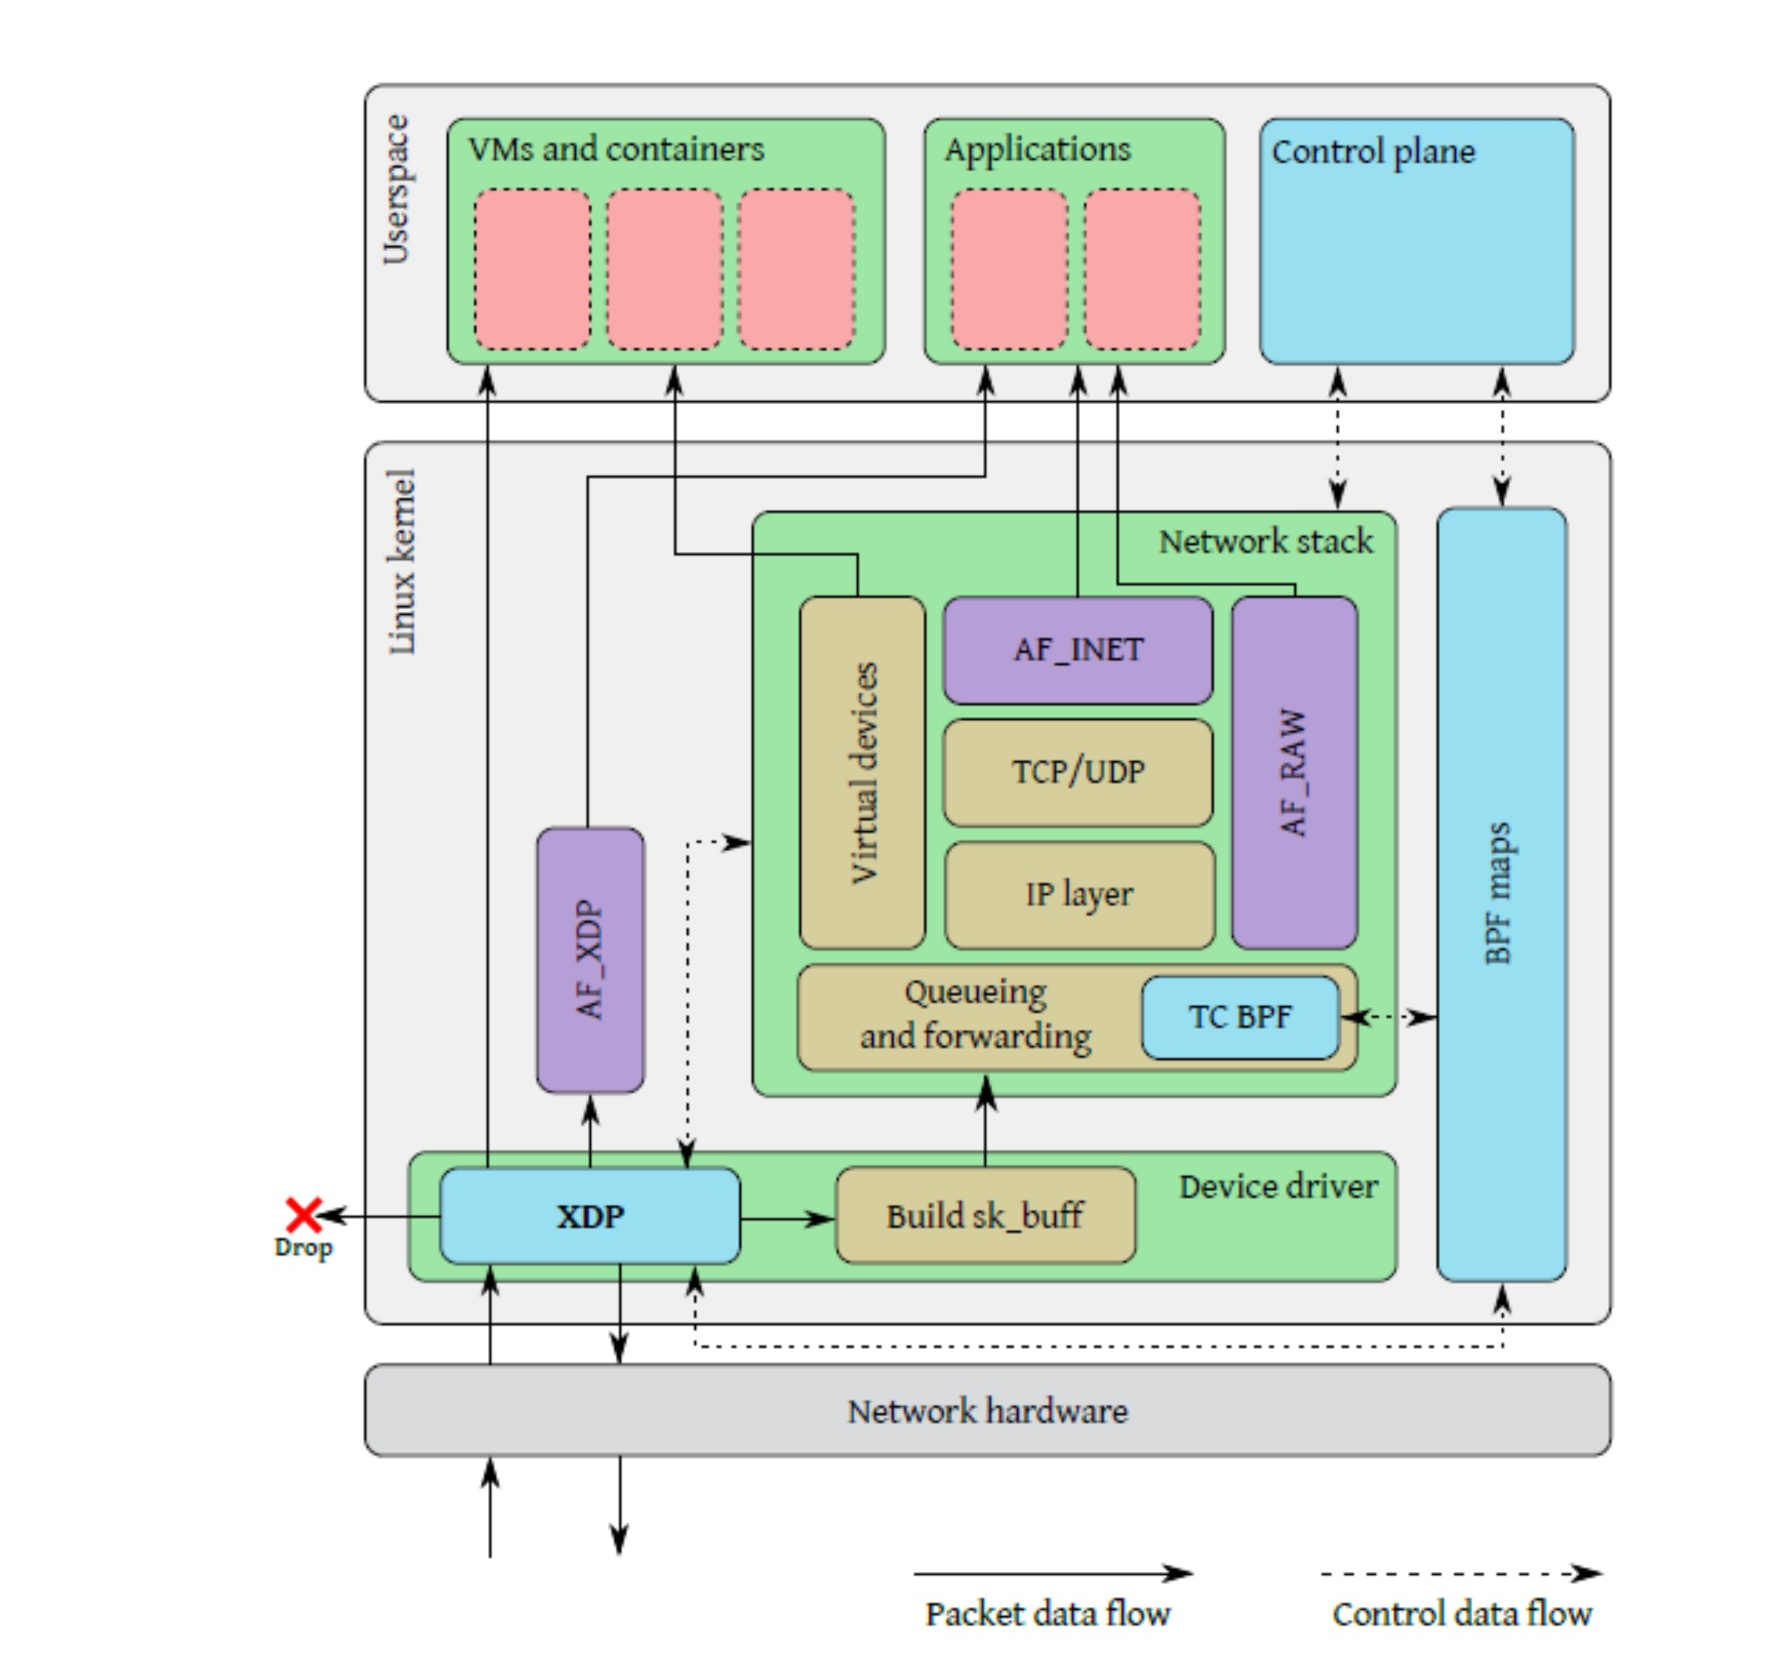 Userspace
VMs and containers
Applications
Control plane
Linux kernel
Network stack
Virtual devices
AF_INET
AF_RAW
TCP/UDP
IP layer
BPF maps
AF_XDP
Queueing
and forwarding
TC BPF
Device driver
XDP
Build sk_buff
Drop
Network hardware
Packet data flow
Control data flow